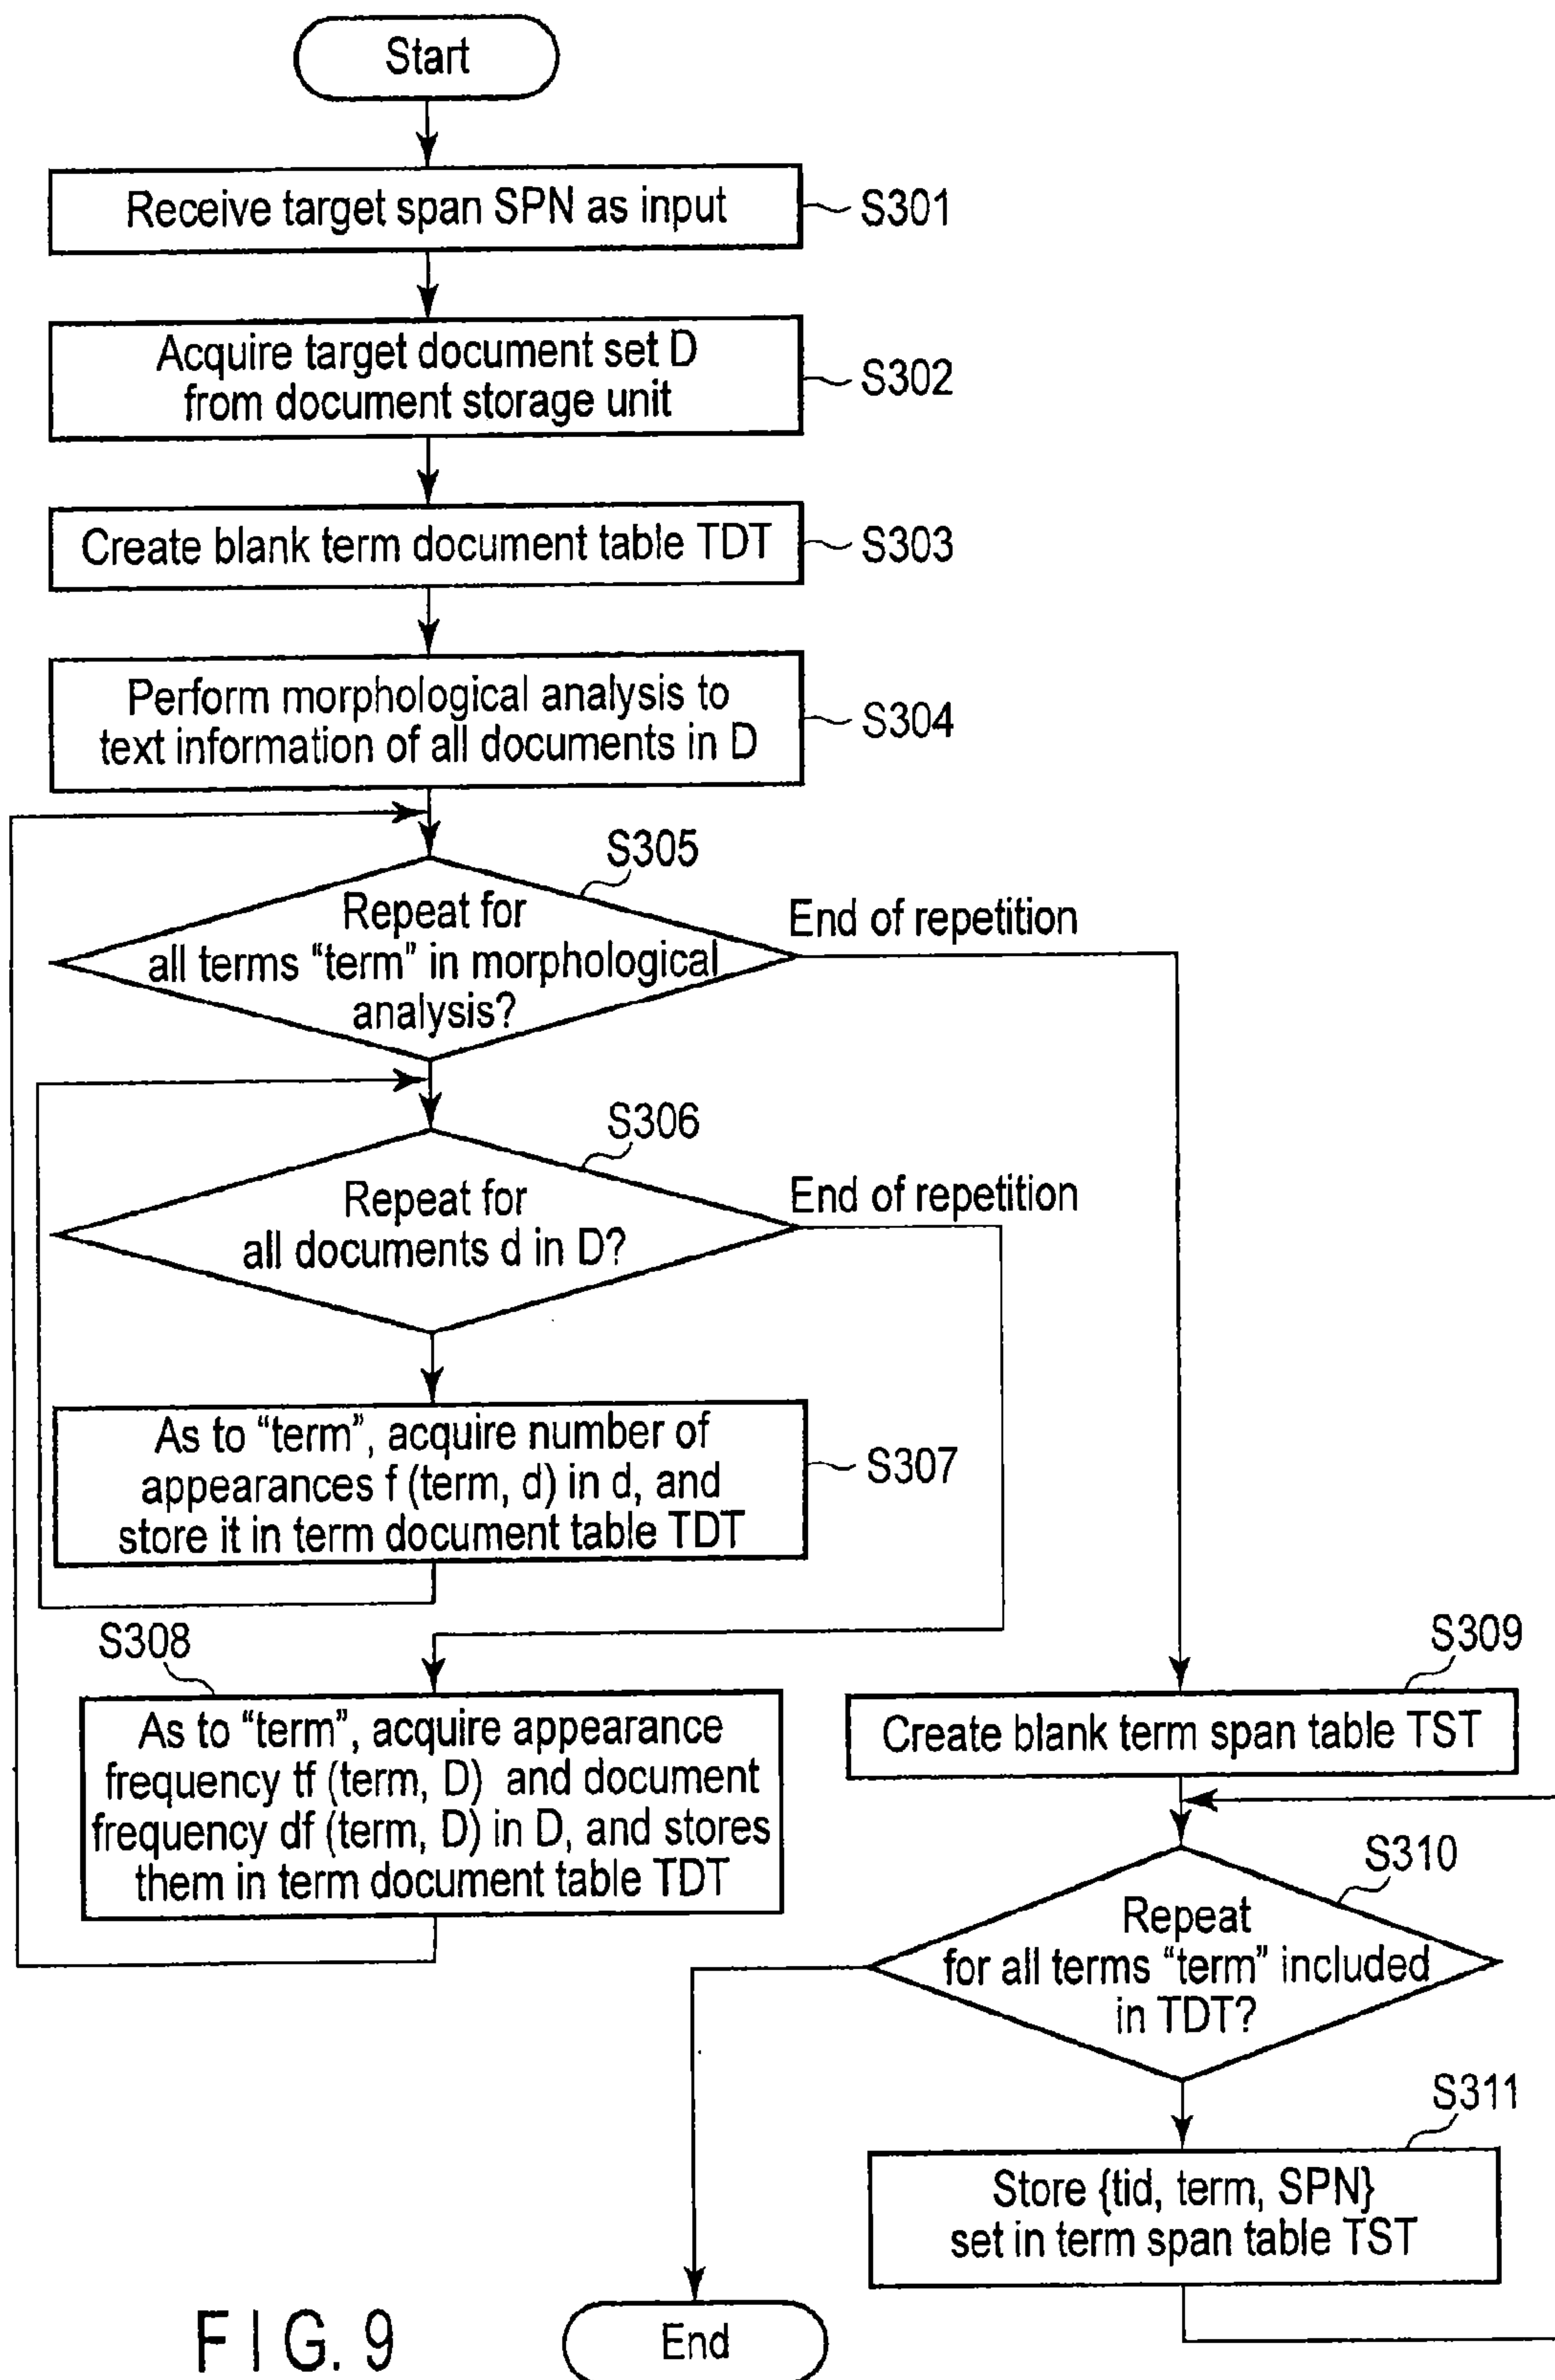 Start
Receive target span SPN as input
S301
Acquire target document set D
from document storage unit
S302
Create blank term document table TDT
S303
Perform morphological analysis to
text information of all documents in D
S304
S305
Repeat for
all terms “term” in morphological
analysis?
End of repetition
S306
Repeat for
all documents d in D?
End of repetition
As to “term”, acquire number of
appearances f (term, d) in d, and
store it in term document table TDT
S307
S308
As to “term”, acquire appearance
frequency tf (term, D) and document
frequency df (term, D) in D, and stores
them in term document table TDT
S309
Create blank term span table TST
S310
Repeat
for all terms “term” included
in TDT?
S311
Store {tid, term, SPN}
set in term span table TST
End
FIG. 9